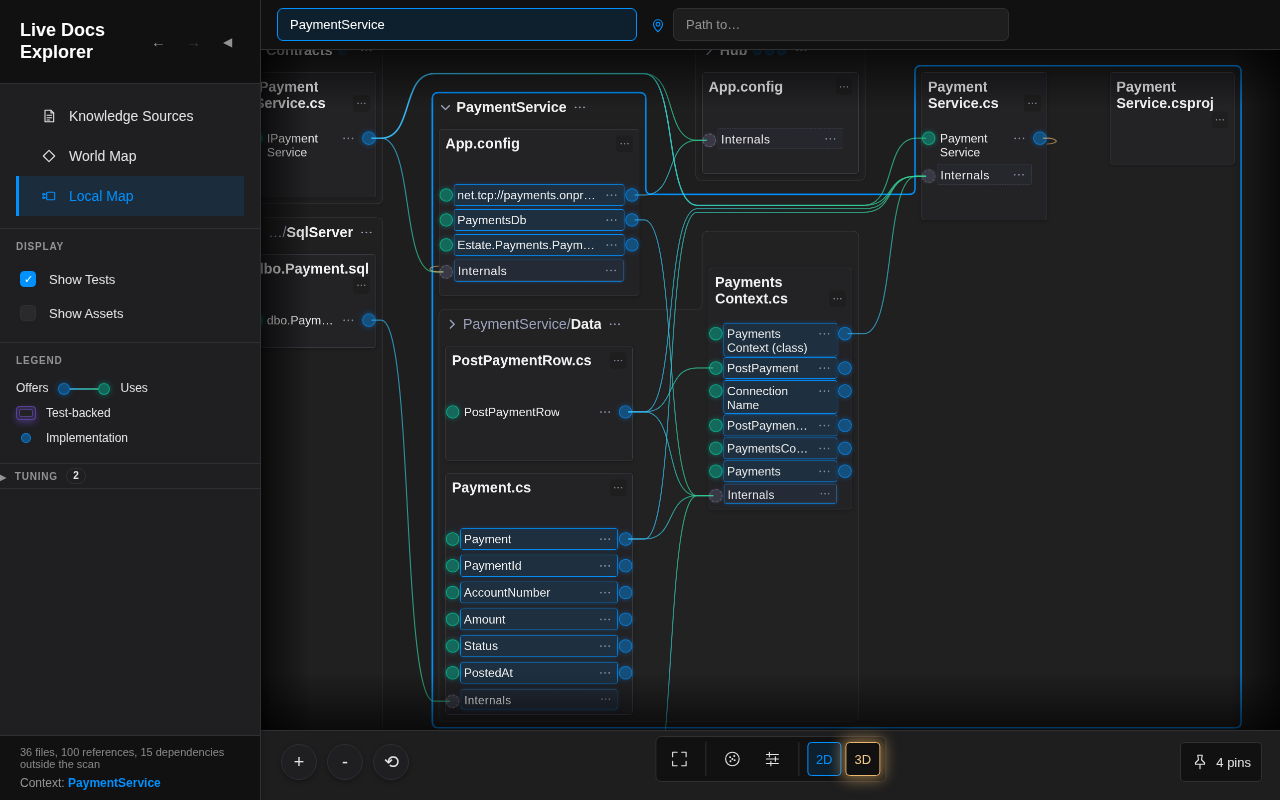 Live Docs
Explorer
←
→
◀
Knowledge Sources
World Map
Local Map
DISPLAY
✓ Show Tests
Show Assets
LEGEND
Offers
Uses
Test-backed
Implementation
▶ TUNING 2
36 files, 100 references, 15 dependencies
outside the scan
Context: PaymentService
PaymentService
Path to…
Contracts ···
Payment
Service.cs
···
IPayment
Service
···
…/SqlServer ···
dbo.Payment.sql
···
dbo.Paym… ···
PaymentService ···
App.config ···
net.tcp://payments.onpr… ···
PaymentsDb ···
Estate.Payments.Paym… ···
Internals ···
PaymentService/Data ···
PostPaymentRow.cs ···
PostPaymentRow ···
Payment.cs ···
Payment ···
PaymentId ···
AccountNumber ···
Amount ···
Status ···
PostedAt ···
Internals ···
Hub ···
App.config ···
Internals ···
Payments
Context.cs ···
Payments
Context (class)
···
PostPayment ···
Connection
Name
···
PostPaymen… ···
PaymentsCo… ···
Payments ···
Internals ···
Payment
Service.cs ···
Payment
Service
···
Internals ···
Payment
Service.csproj
···
+
-
⟲
2D
3D
4 pins